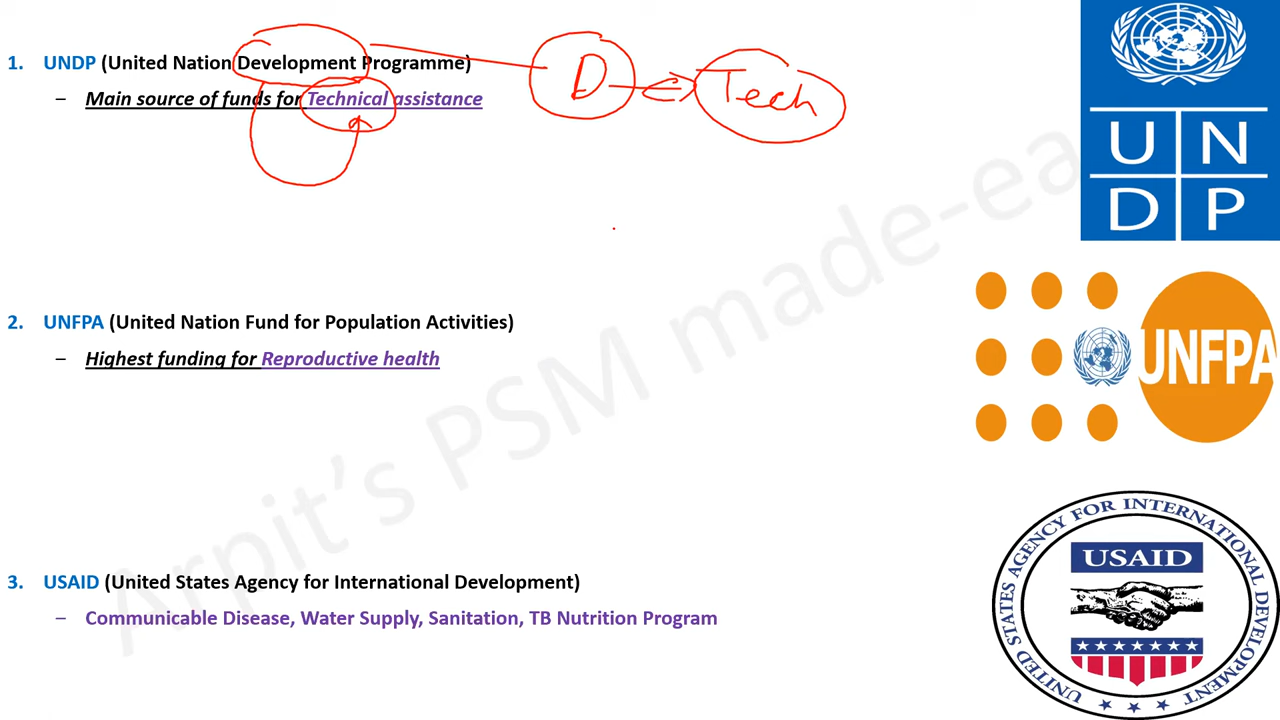 1. UNDP (United Nation Development Programme)
– Main source of funds for Technical assistance
D
Tech
U N
D P
2. UNFPA (United Nation Fund for Population Activities)
– Highest funding for Reproductive health
UNFPA
3. USAID (United States Agency for International Development)
– Communicable Disease, Water Supply, Sanitation, TB Nutrition Program
UNITED STATES AGENCY FOR INTERNATIONAL DEVELOPMENT
USAID
Arpit's PSM made-ea